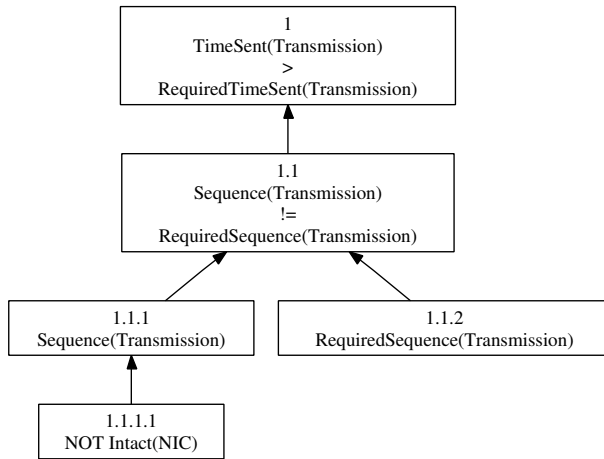 1
TimeSent(Transmission)
>
RequiredTimeSent(Transmission)
1.1
Sequence(Transmission)
!=
RequiredSequence(Transmission)
1.1.1
Sequence(Transmission)
1.1.2
RequiredSequence(Transmission)
1.1.1.1
NOT Intact(NIC)